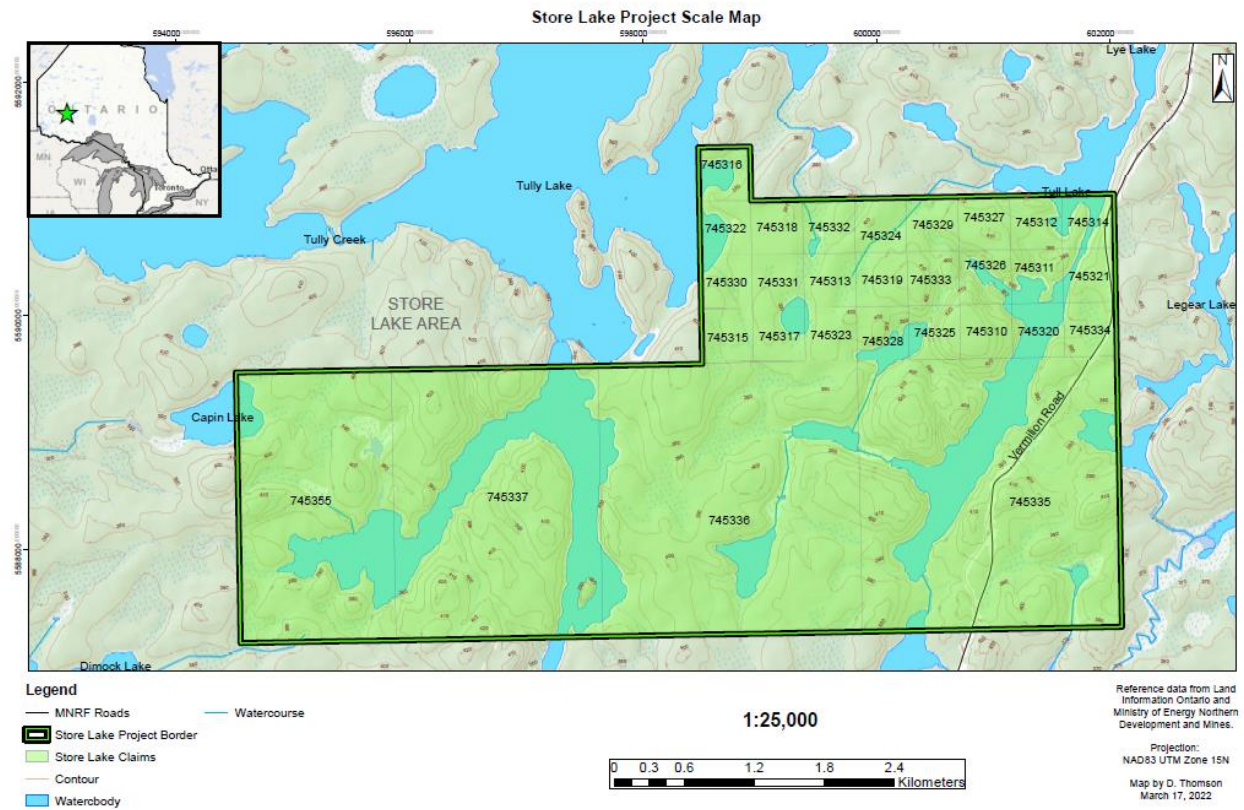 Store Lake Project Scale Map
594000
596000
598000
600000
602000
5592000
5590000
5588000
ONTARIO
MN
WI
Toronto
NY
Otta
IA
N
Lye Lake
745316
Tully Lake
Tull Lake
745322
745318
745332
745324
745329
745327
745312
745314
Tully Creek
745330
745331
745313
745319
745333
745326
745311
745321
STORE
LAKE AREA
Legear Lake
745315
745317
745323
745328
745325
745310
745320
745334
Capin Lake
Vermilion Road
745355
745337
745336
745335
Dimock Lake
Legend
MNRF Roads
Watercourse
Store Lake Project Border
Store Lake Claims
Contour
Waterbody
1:25,000
0 0.3 0.6 1.2 1.8 2.4
Kilometers
Reference data from Land
Information Ontario and
Ministry of Energy Northern
Development and Mines.
Projection:
NAD83 UTM Zone 15N
Map by D. Thomson
March 17, 2022